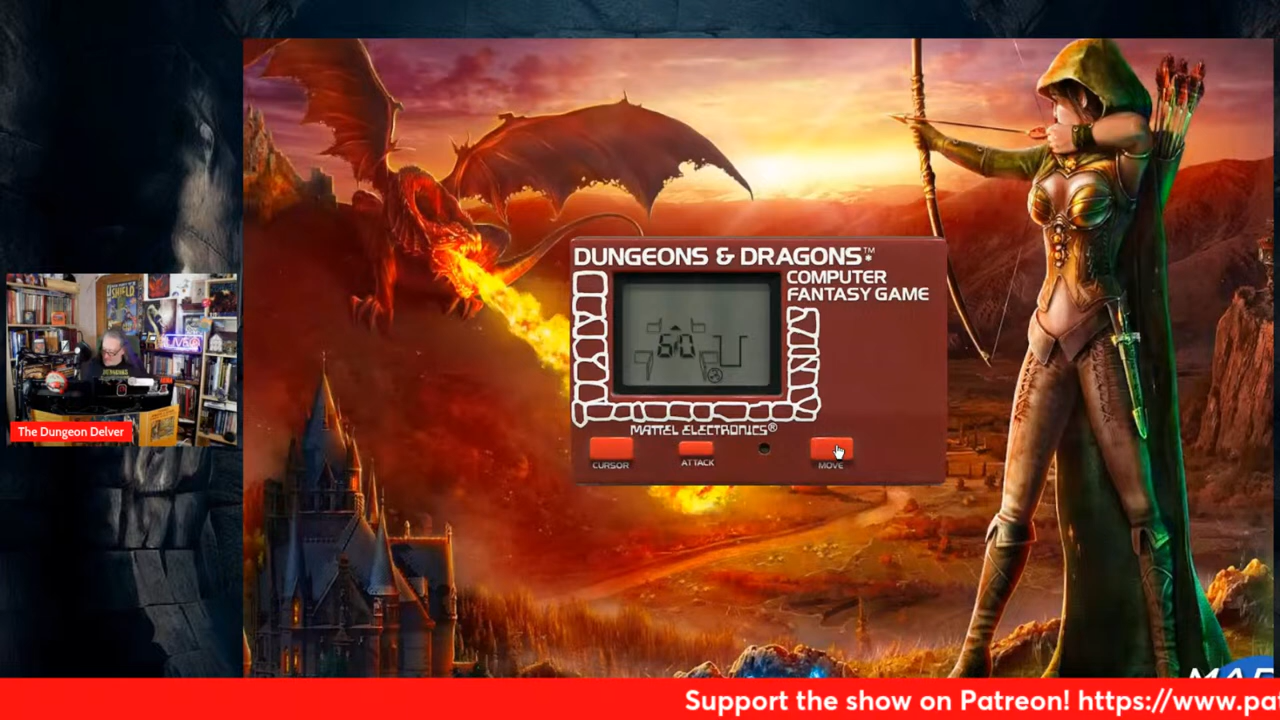 DUNGEONS & DRAGONS™*
COMPUTER
FANTASY GAME
60
MATTEL ELECTRONICS®
CURSOR
ATTACK
MOVE
The Dungeon Delver
Support the show on Patreon! https://www.pat